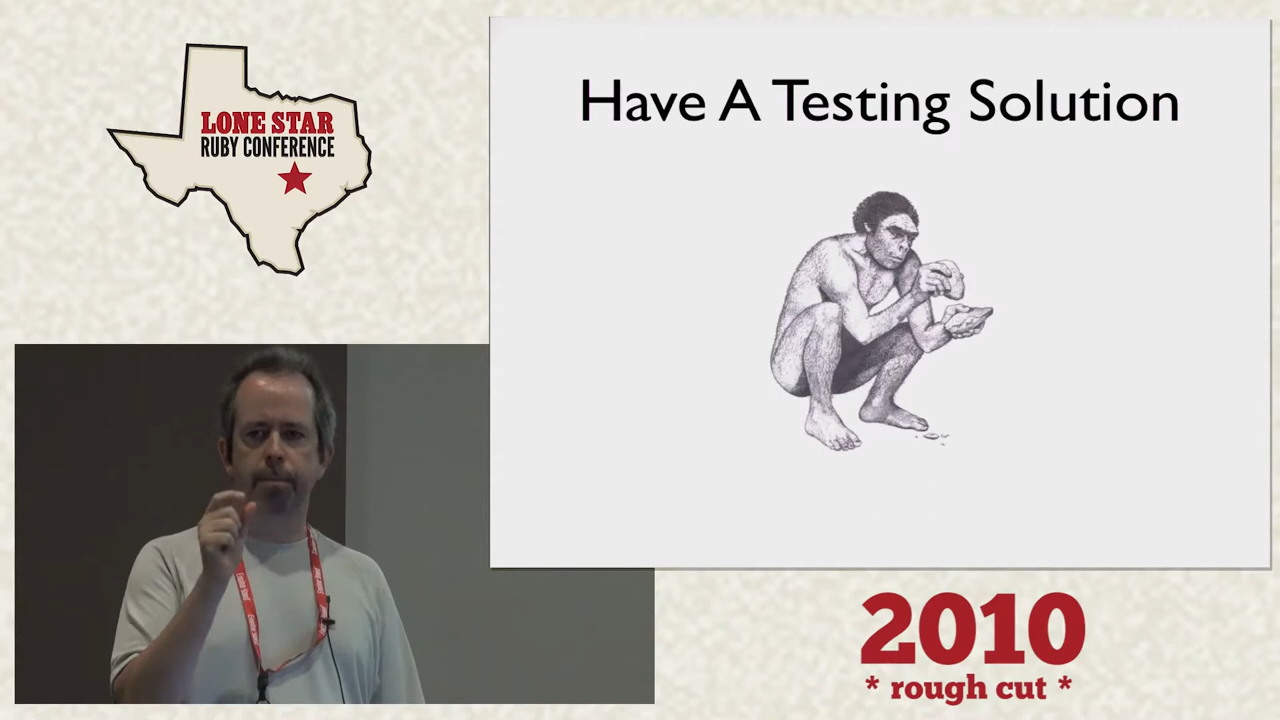 LONE STAR
RUBY CONFERENCE
Have A Testing Solution
2010
* rough cut *